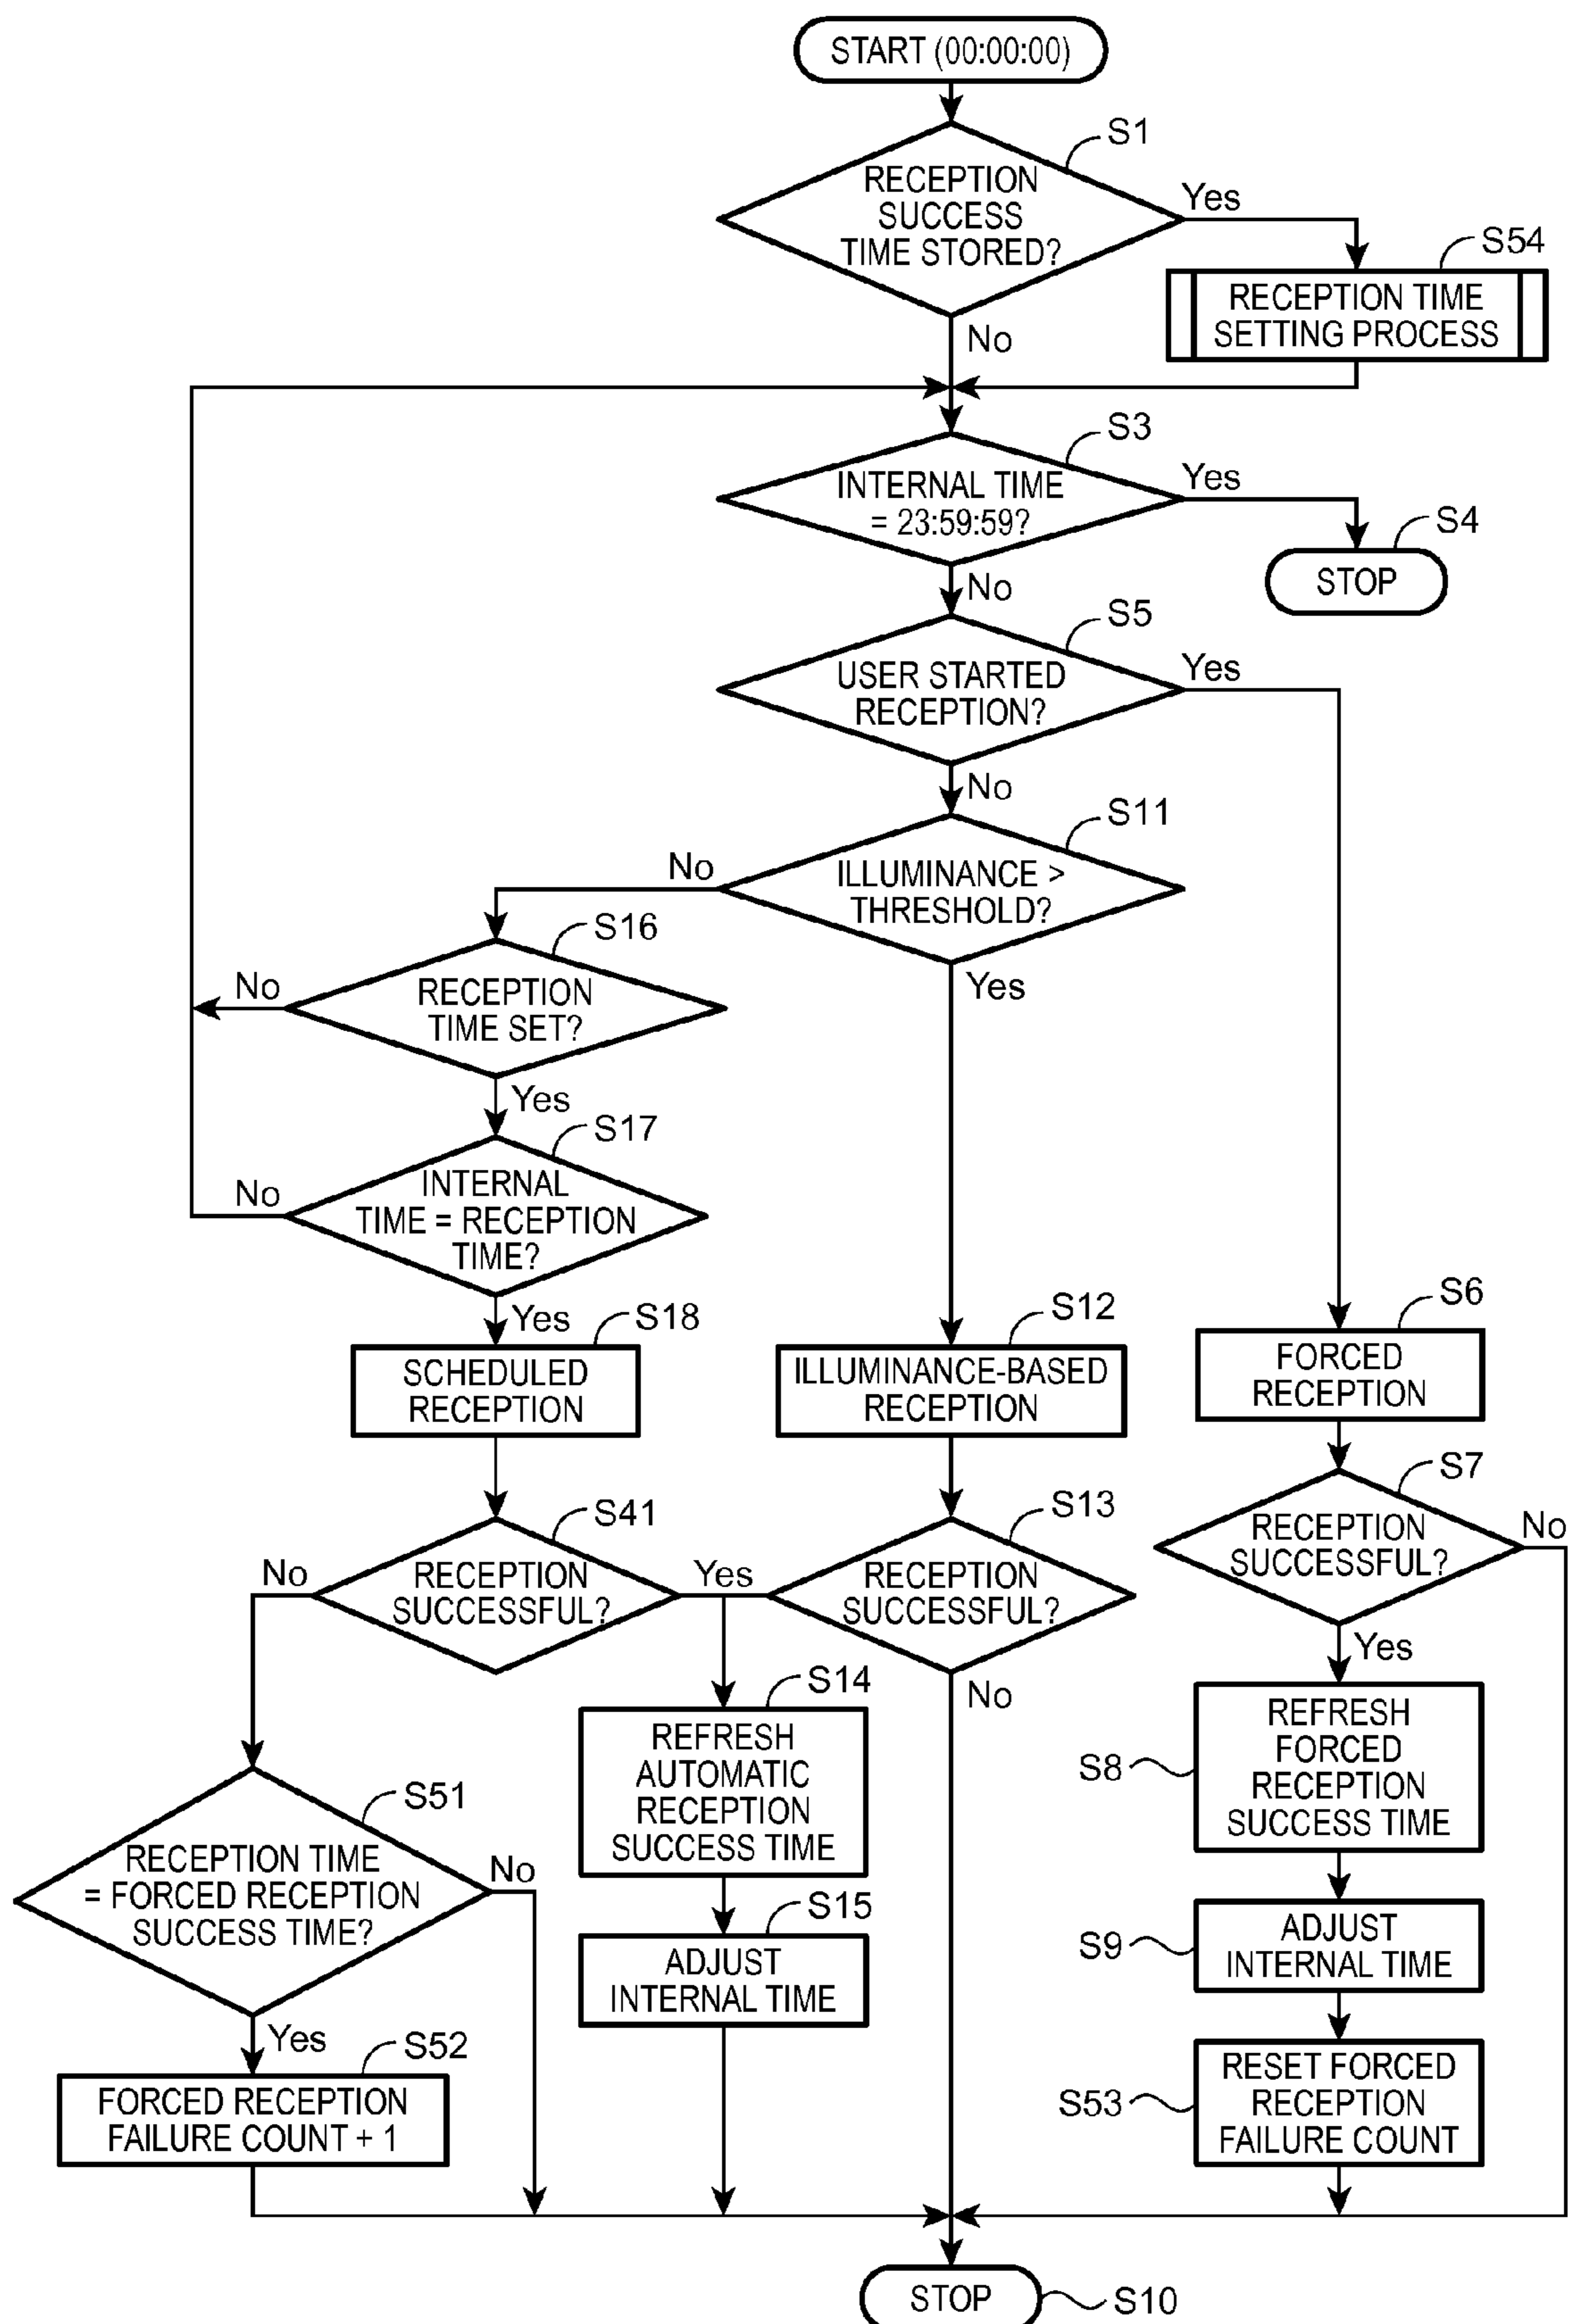 START (00:00:00)
S1
RECEPTION
SUCCESS
TIME STORED?
Yes
S54
RECEPTION TIME
SETTING PROCESS
No
S3
INTERNAL TIME
= 23:59:59?
Yes
S4
STOP
No
S5
USER STARTED
RECEPTION?
Yes
No
S11
ILLUMINANCE >
THRESHOLD?
No
Yes
S16
RECEPTION
TIME SET?
No
Yes
S17
INTERNAL
TIME = RECEPTION
TIME?
No
Yes
S18
SCHEDULED
RECEPTION
S12
ILLUMINANCE-BASED
RECEPTION
S6
FORCED
RECEPTION
S41
RECEPTION
SUCCESSFUL?
No
Yes
S13
RECEPTION
SUCCESSFUL?
No
S7
RECEPTION
SUCCESSFUL?
No
Yes
S14
REFRESH
AUTOMATIC
RECEPTION
SUCCESS TIME
S8
REFRESH
FORCED
RECEPTION
SUCCESS TIME
S51
RECEPTION TIME
= FORCED RECEPTION
SUCCESS TIME?
No
Yes
S15
ADJUST
INTERNAL TIME
S9
ADJUST
INTERNAL TIME
S52
FORCED RECEPTION
FAILURE COUNT + 1
S53
RESET FORCED
RECEPTION
FAILURE COUNT
STOP
S10